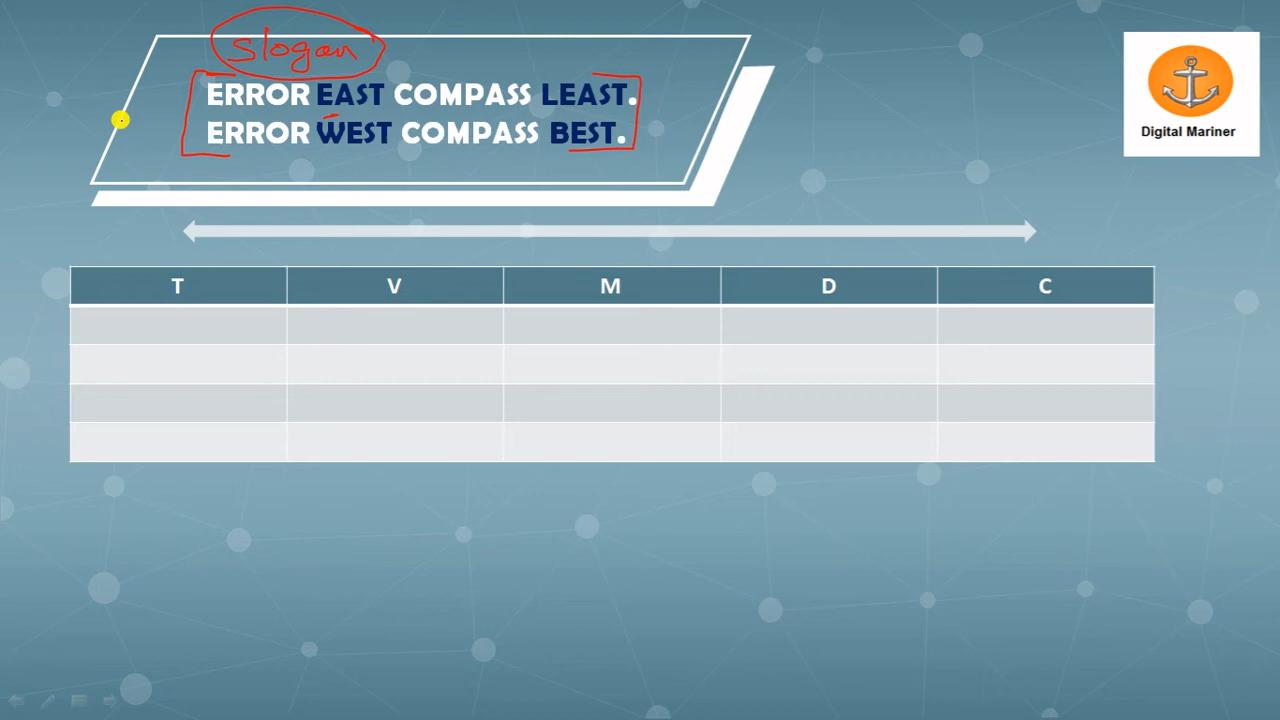 Slogan
ERROR EAST COMPASS LEAST.
ERROR WEST COMPASS BEST.
Digital Mariner
T V M D C